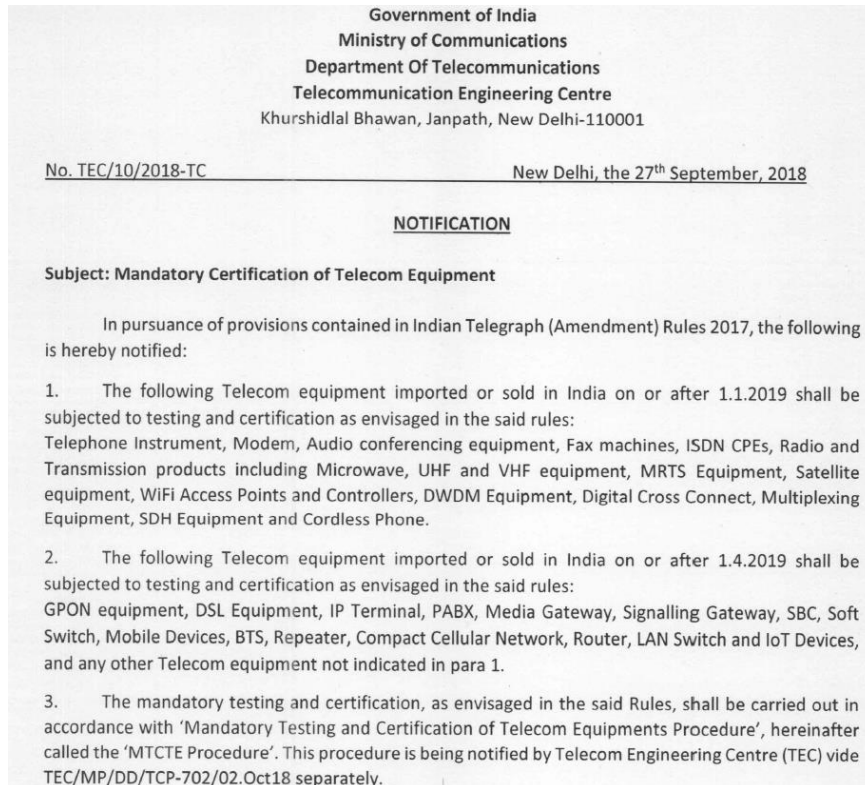 Government of India
Ministry of Communications
Department Of Telecommunications
Telecommunication Engineering Centre
Khurshidlal Bhawan, Janpath, New Delhi-110001
No. TEC/10/2018-TC New Delhi, the 27th September, 2018
NOTIFICATION
Subject: Mandatory Certification of Telecom Equipment
In pursuance of provisions contained in Indian Telegraph (Amendment) Rules 2017, the following
is hereby notified:
1. The following Telecom equipment imported or sold in India on or after 1.1.2019 shall be
subjected to testing and certification as envisaged in the said rules:
Telephone Instrument, Modem, Audio conferencing equipment, Fax machines, ISDN CPEs, Radio and
Transmission products including Microwave, UHF and VHF equipment, MRTS Equipment, Satellite
equipment, WiFi Access Points and Controllers, DWDM Equipment, Digital Cross Connect, Multiplexing
Equipment, SDH Equipment and Cordless Phone.
2. The following Telecom equipment imported or sold in India on or after 1.4.2019 shall be
subjected to testing and certification as envisaged in the said rules:
GPON equipment, DSL Equipment, IP Terminal, PABX, Media Gateway, Signalling Gateway, SBC, Soft
Switch, Mobile Devices, BTS, Repeater, Compact Cellular Network, Router, LAN Switch and IoT Devices,
and any other Telecom equipment not indicated in para 1.
3. The mandatory testing and certification, as envisaged in the said Rules, shall be carried out in
accordance with ‘Mandatory Testing and Certification of Telecom Equipments Procedure’, hereinafter
called the ‘MTCTE Procedure’. This procedure is being notified by Telecom Engineering Centre (TEC) vide
TEC/MP/DD/TCP-702/02.Oct18 separately.